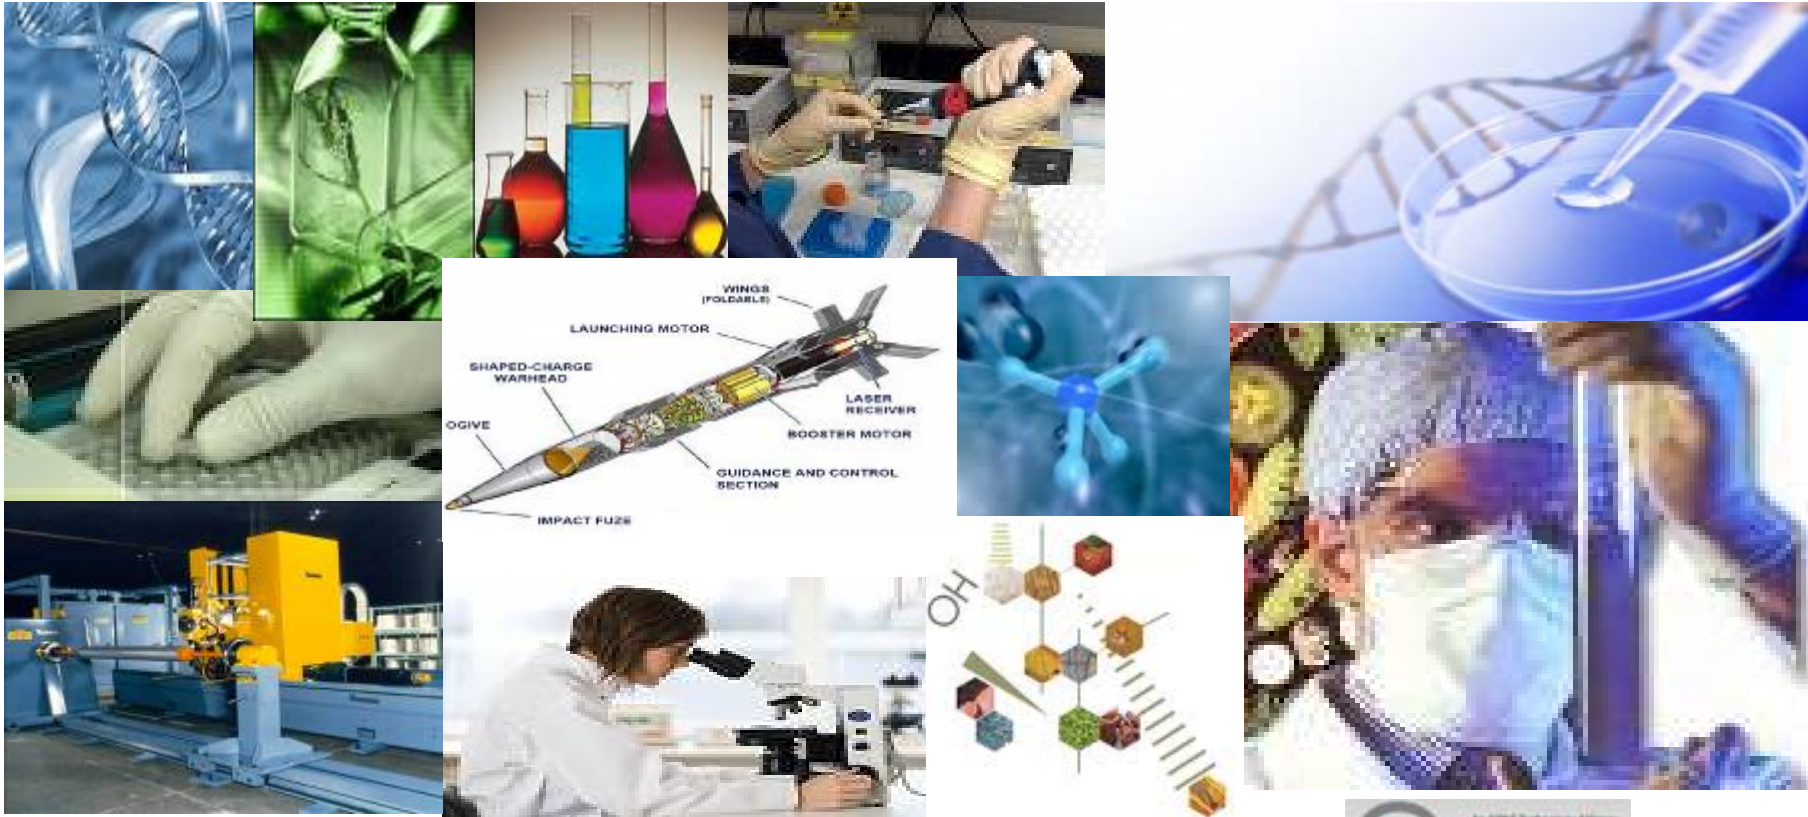 WINGS
(FOLDABLE)
LAUNCHING MOTOR
SHAPED-CHARGE
WARHEAD
LASER
RECEIVER
OGIVE
BOOSTER MOTOR
GUIDANCE AND CONTROL
SECTION
IMPACT FUZE
OH